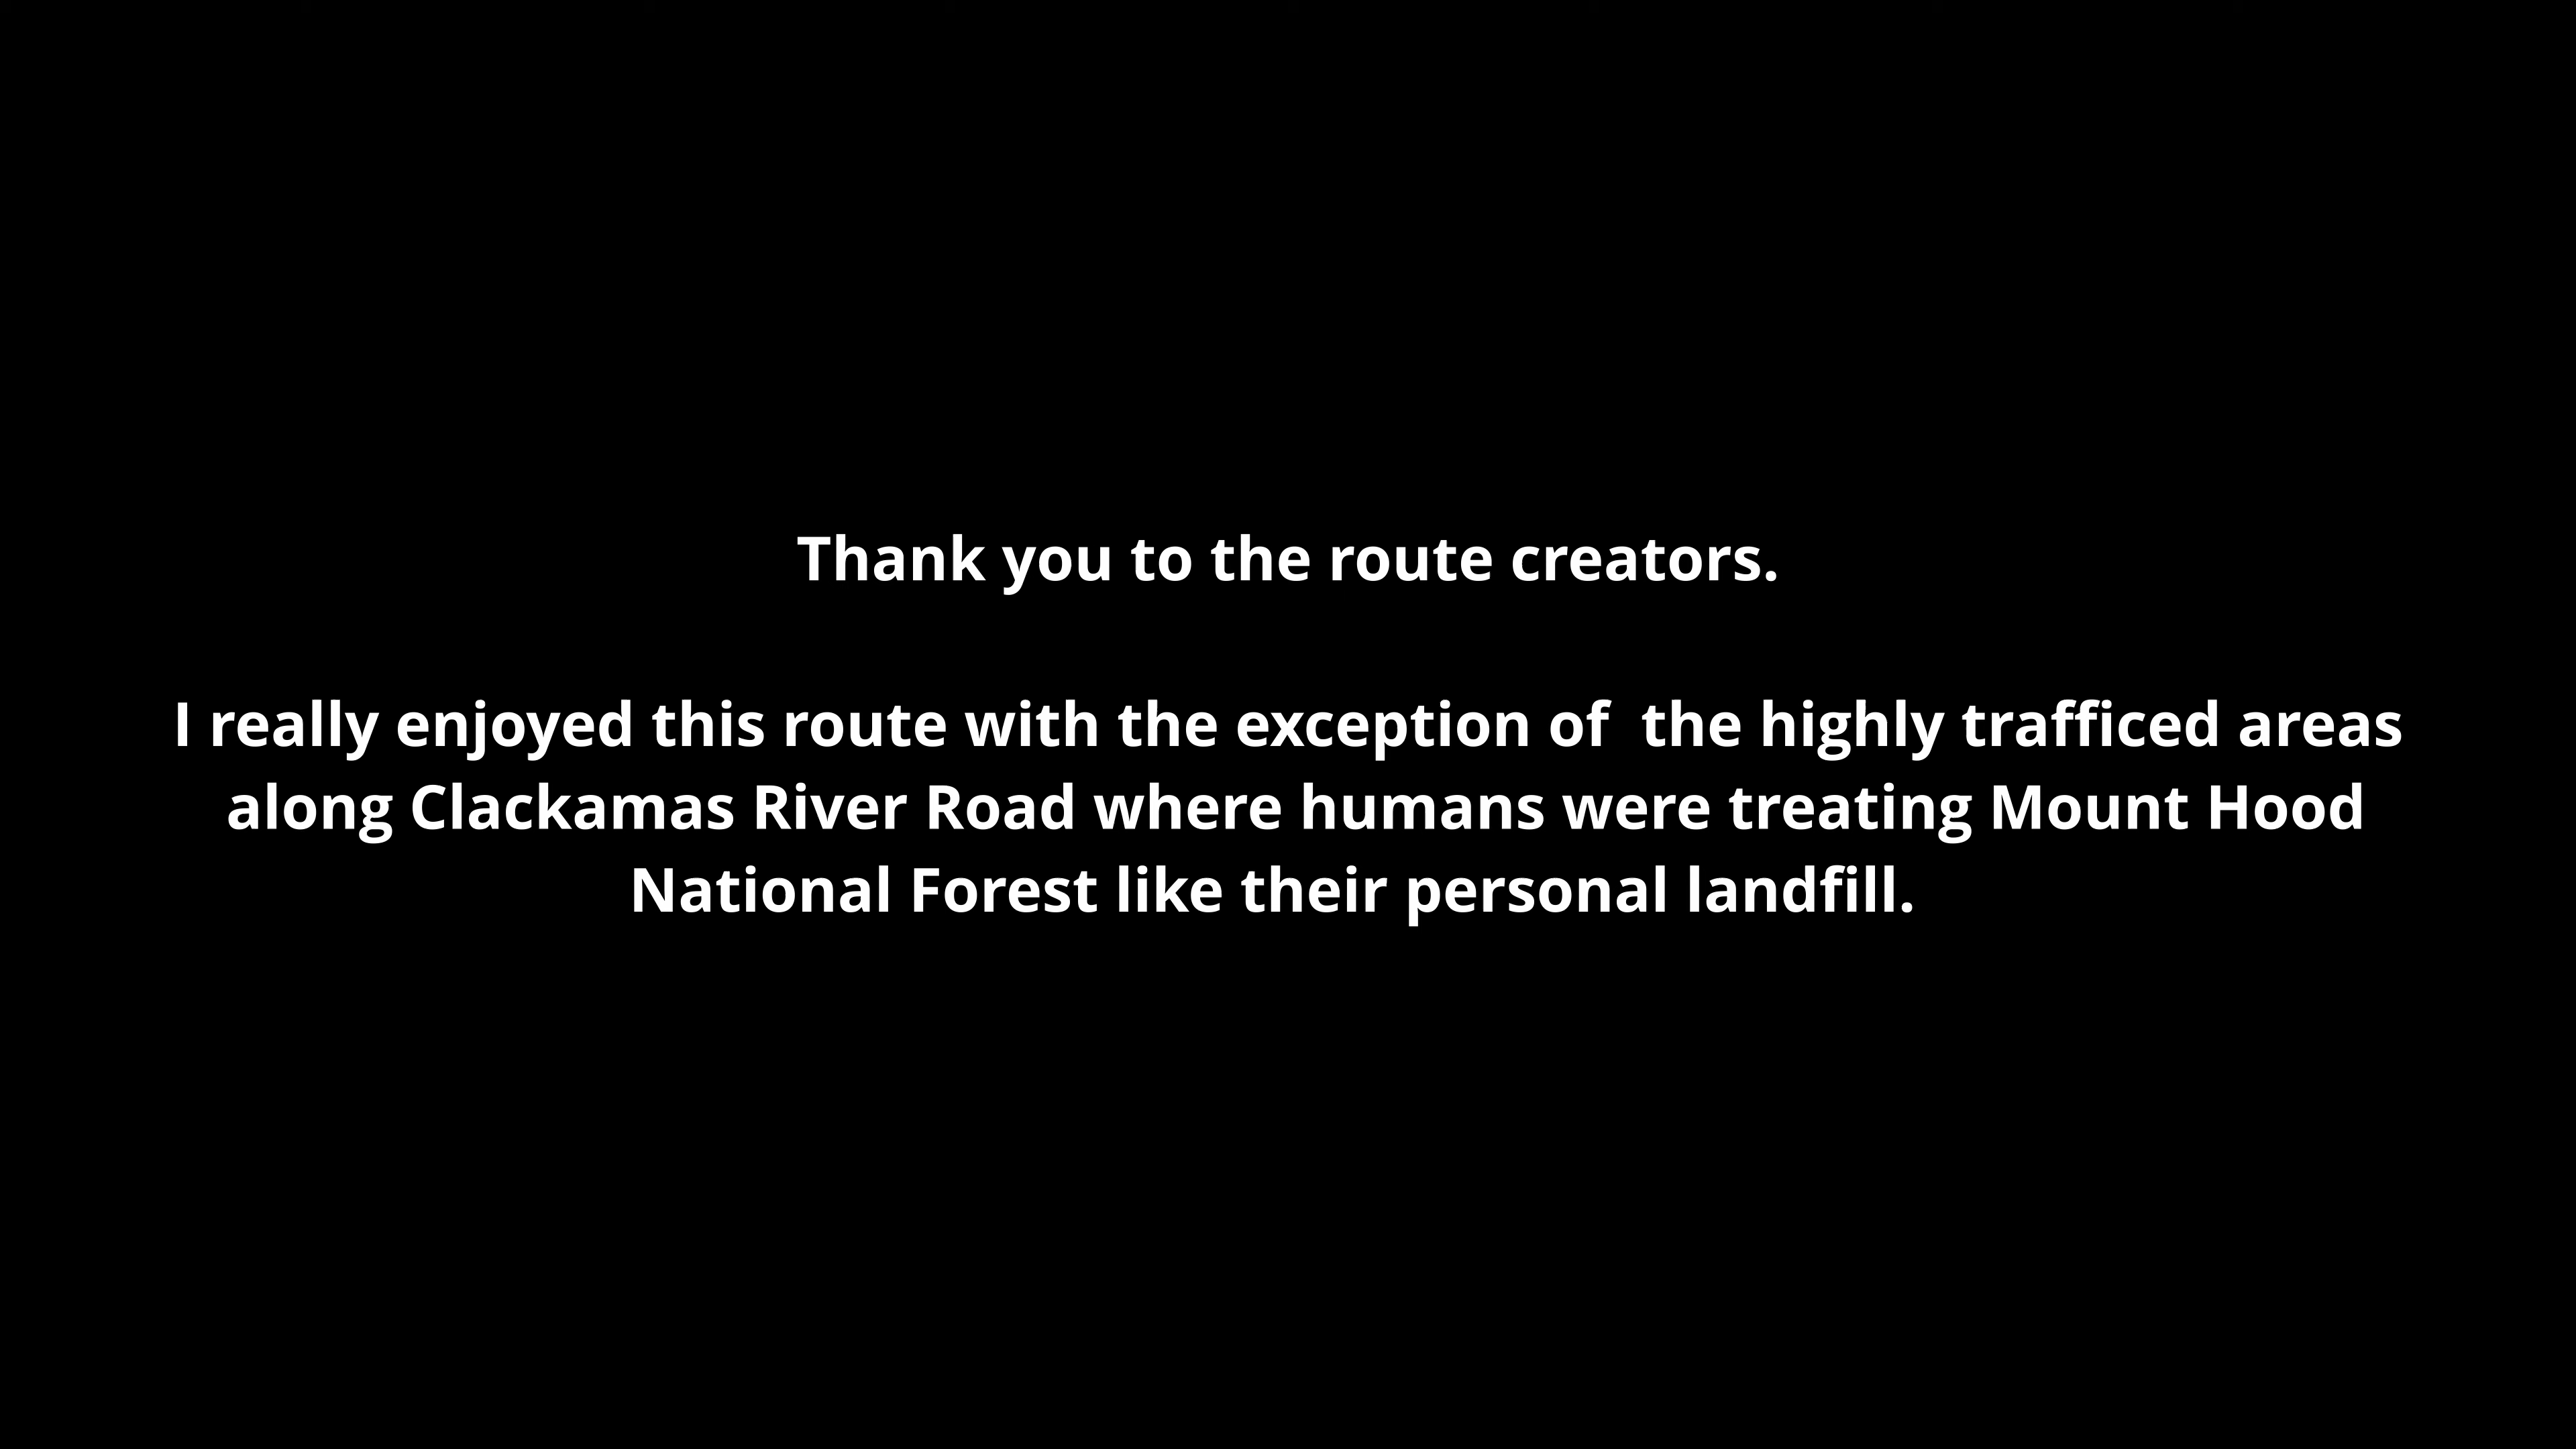 Thank you to the route creators.
I really enjoyed this route with the exception of  the highly trafficed areas
along Clackamas River Road where humans were treating Mount Hood
National Forest like their personal landfill.